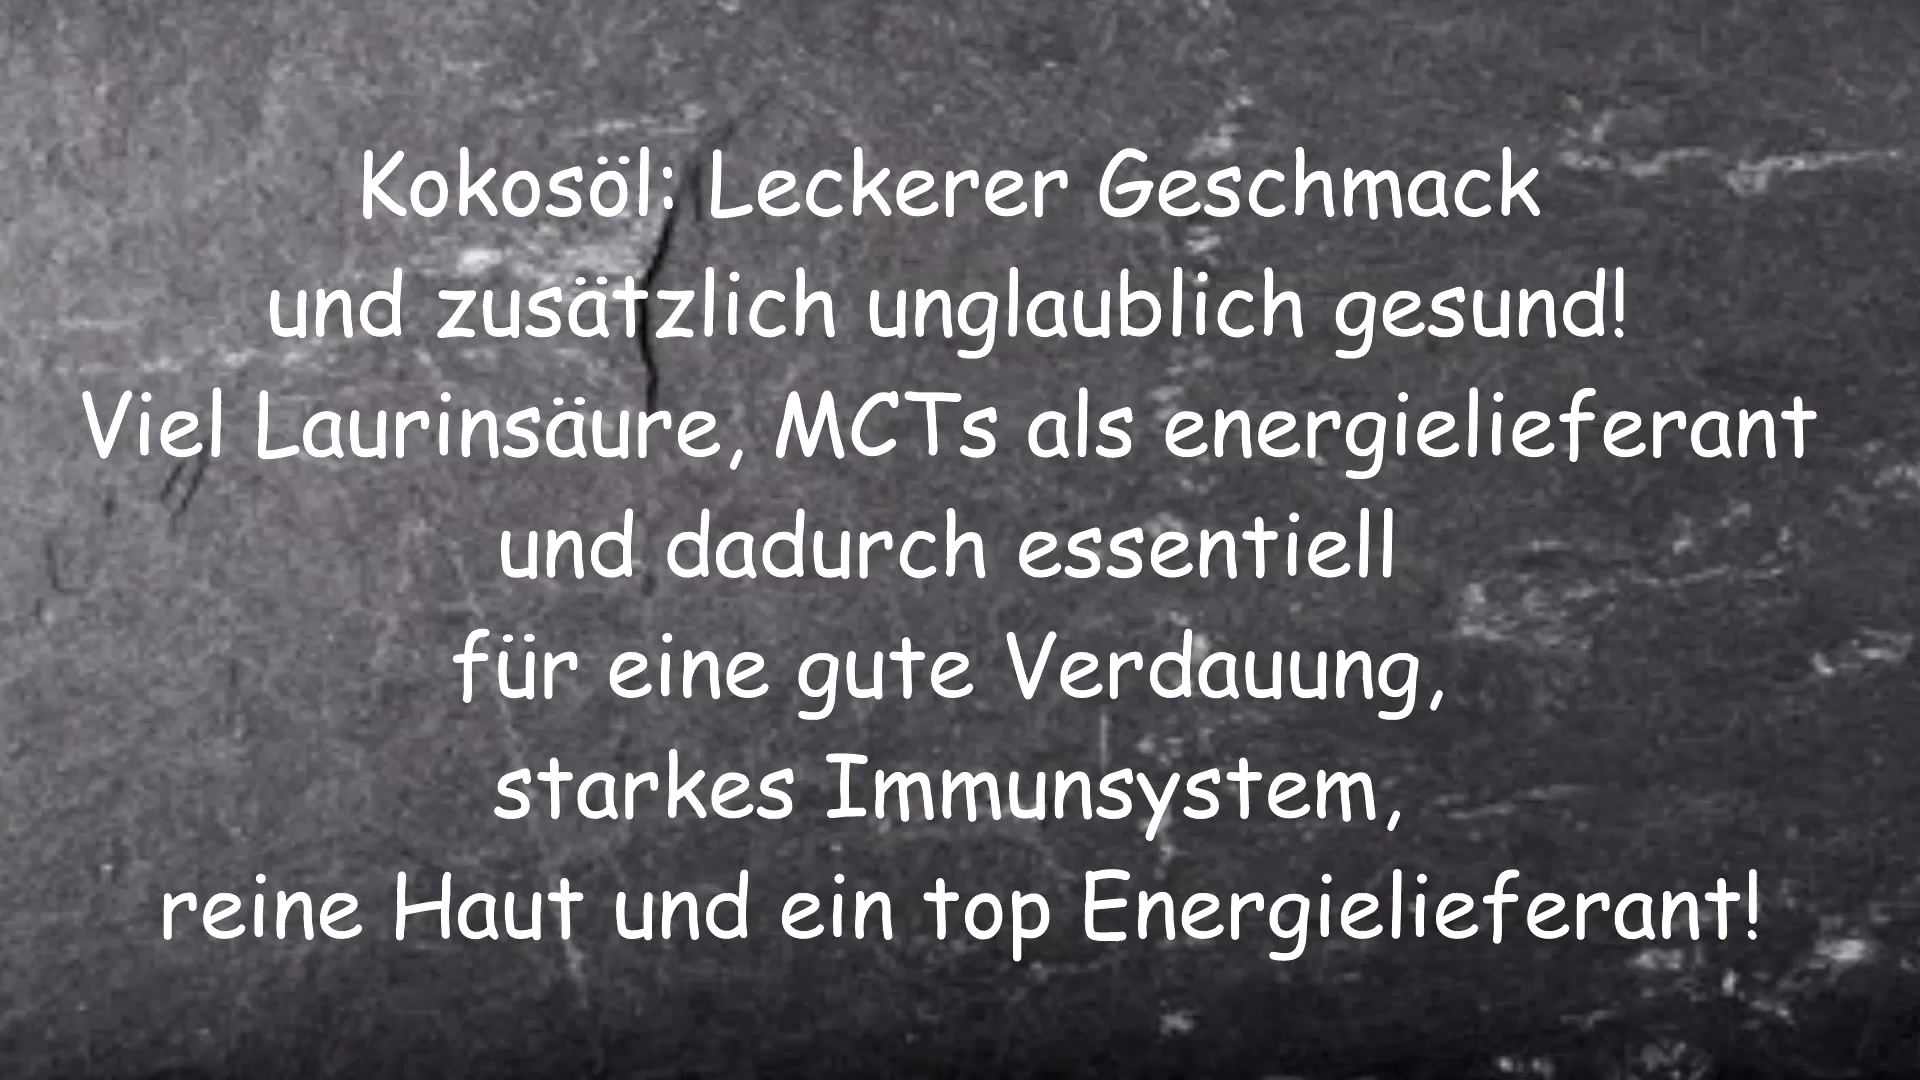 Kokosöl: Leckerer Geschmack
und zusätzlich unglaublich gesund!
Viel Laurinsäure, MCTs als energielieferant
und dadurch essentiell
für eine gute Verdauung,
starkes Immunsystem,
reine Haut und ein top Energielieferant!